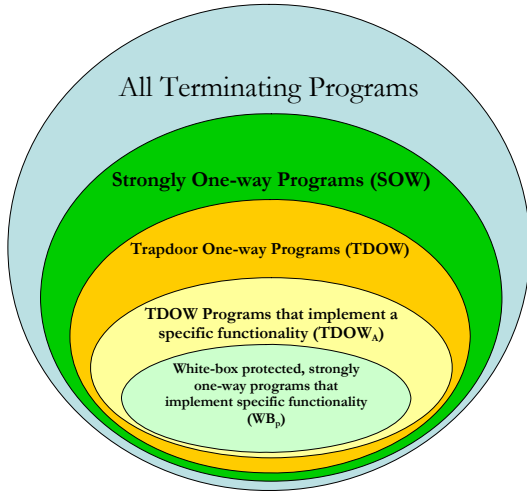 All Terminating Programs
Strongly One-way Programs (SOW)
Trapdoor One-way Programs (TDOW)
TDOW Programs that implement a
specific functionality (TDOWA)
White-box protected, strongly
one-way programs that
implement specific functionality
(WBp)